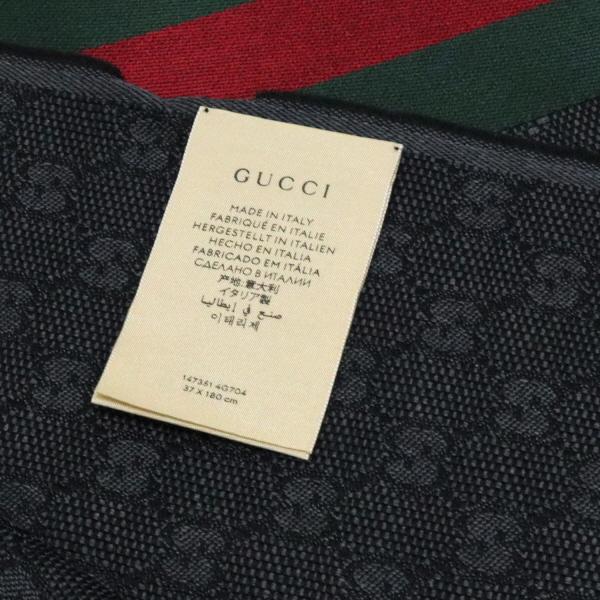 GUCCI
MADE IN ITALY
FABRIQUÉ EN ITALIE
HERGESTELLT IN ITALIEN
HECHO EN ITALIA
FABRICADO EM ITÁLIA
СДЕЛАНО В ИТАЛИИ
产地:意大利
イタリア製
صنع في إيطاليا
이태리제
147351 4G704
37 X 180 cm